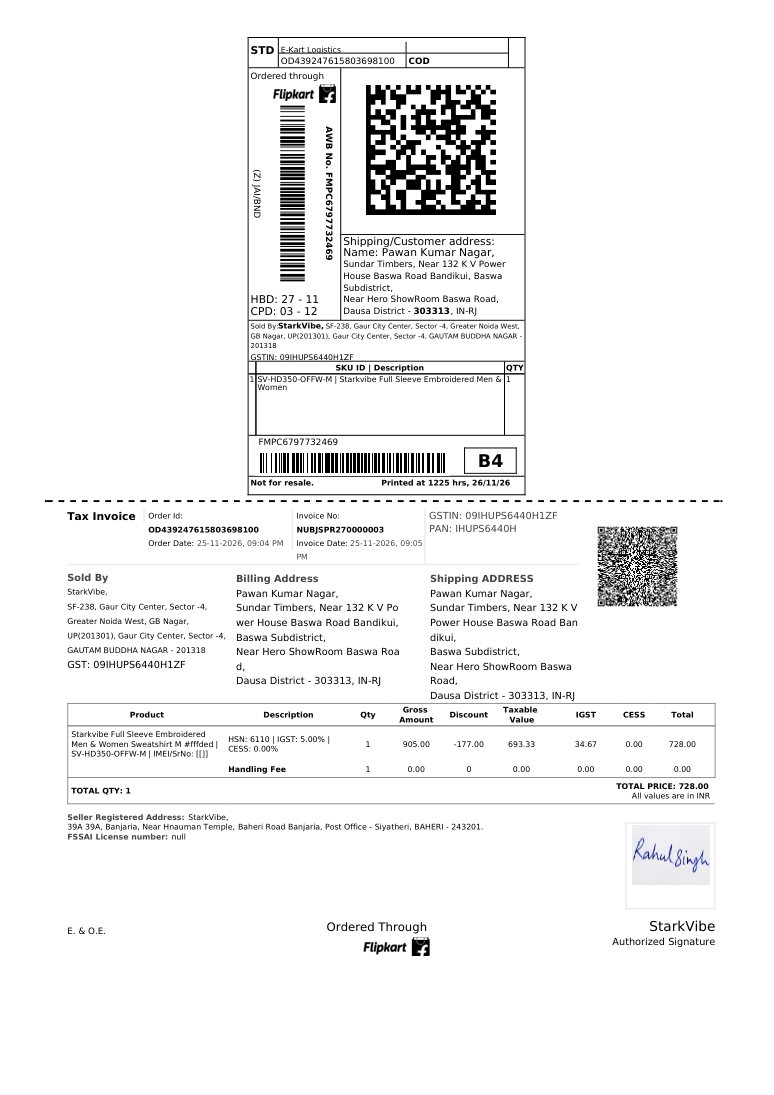 STD
E-Kart Logistics
OD439247615803698100
COD
Ordered through
Flipkart
(Z) JAI/BND
AWB No. FMPC6797732469
HBD: 27 - 11
CPD: 03 - 12
Shipping/Customer address:
Name: Pawan Kumar Nagar,
Sundar Timbers, Near 132 K V Power
House Baswa Road Bandikui, Baswa
Subdistrict,
Near Hero ShowRoom Baswa Road,
Dausa District - 303313, IN-RJ
Sold By:StarkVibe, SF-238, Gaur City Center, Sector -4, Greater Noida West,
GB Nagar, UP(201301), Gaur City Center, Sector -4, GAUTAM BUDDHA NAGAR -
201318
GSTIN: 09IHUPS6440H1ZF
SKU ID | Description QTY
1 SV-HD350-OFFW-M | Starkvibe Full Sleeve Embroidered Men & 1
Women
FMPC6797732469
B4
Not for resale. Printed at 1225 hrs, 26/11/26
Tax Invoice
Order Id:
OD439247615803698100
Order Date: 25-11-2026, 09:04 PM
Invoice No:
NUBJSPR270000003
Invoice Date: 25-11-2026, 09:05
PM
GSTIN: 09IHUPS6440H1ZF
PAN: IHUPS6440H
Sold By
StarkVibe,
SF-238, Gaur City Center, Sector -4,
Greater Noida West, GB Nagar,
UP(201301), Gaur City Center, Sector -4,
GAUTAM BUDDHA NAGAR - 201318
GST: 09IHUPS6440H1ZF
Billing Address
Pawan Kumar Nagar,
Sundar Timbers, Near 132 K V Po
wer House Baswa Road Bandikui,
Baswa Subdistrict,
Near Hero ShowRoom Baswa Roa
d,
Dausa District - 303313, IN-RJ
Shipping ADDRESS
Pawan Kumar Nagar,
Sundar Timbers, Near 132 K V
Power House Baswa Road Ban
dikui,
Baswa Subdistrict,
Near Hero ShowRoom Baswa
Road,
Dausa District - 303313, IN-RJ
Product Description Qty Gross Amount Discount Taxable Value IGST CESS Total
Starkvibe Full Sleeve Embroidered
Men & Women Sweatshirt M #fffded |
SV-HD350-OFFW-M | IMEI/SrNo: [[]]
HSN: 6110 | IGST: 5.00% |
CESS: 0.00%
1 905.00 -177.00 693.33 34.67 0.00 728.00
Handling Fee 1 0.00 0 0.00 0.00 0.00 0.00
TOTAL QTY: 1
TOTAL PRICE: 728.00
All values are in INR
Seller Registered Address: StarkVibe,
39A 39A, Banjaria, Near Hnauman Temple, Baheri Road Banjaria, Post Office - Siyatheri, BAHERI - 243201.
FSSAI License number: null
Rahul Singh
E. & O.E.
Ordered Through
Flipkart
StarkVibe
Authorized Signature